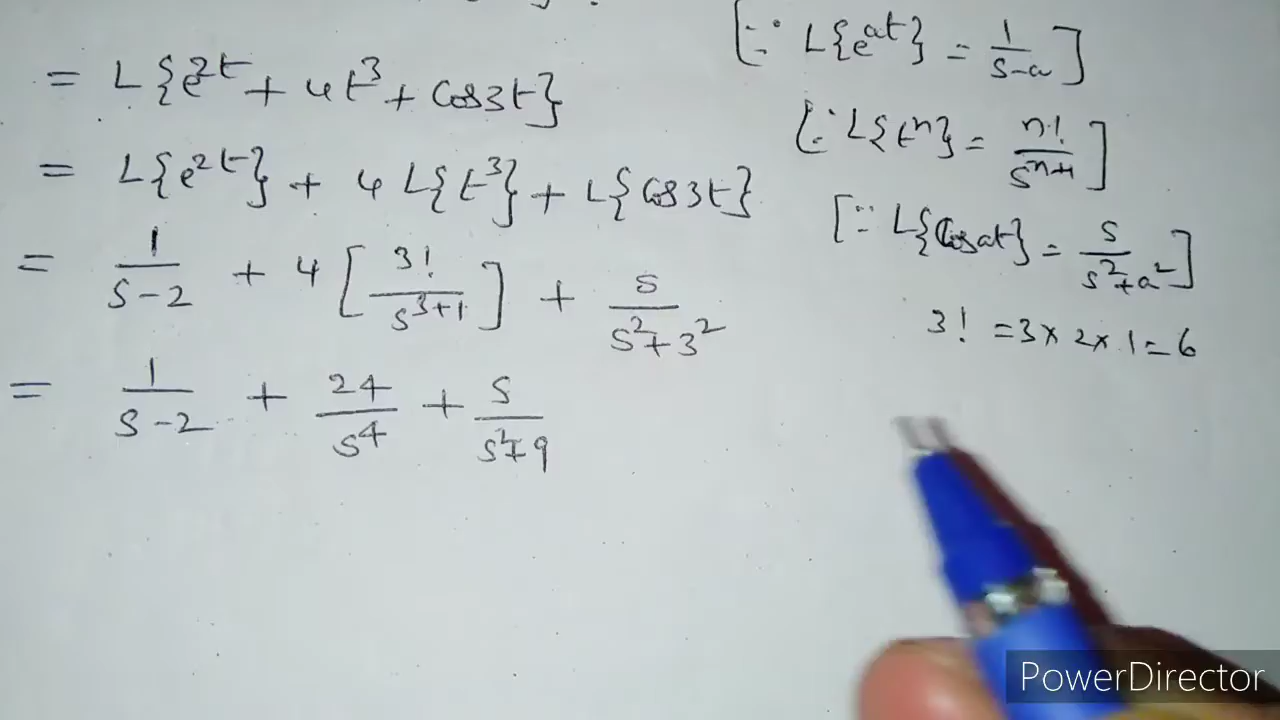 = L{e^2t + 4t^3 + Cos3t}
= L{e^2t} + 4 L{t^3} + L{Cos3t}
= 1/(S-2) + 4 [3!/s^3+1] + s/(s^2+3^2)
= 1/(S-2) + 24/s^4 + s/(s^2+9)
[∵ L{e^at} = 1/(S-a)]
[∵ L{t^n} = n!/s^n+1]
[∵ L{Cosat} = s/(s^2+a^2)]
3! = 3 × 2 × 1 = 6
PowerDirector